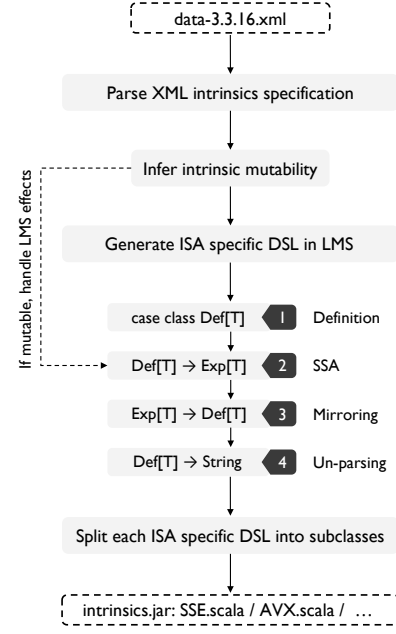 data-3.3.16.xml
Parse XML intrinsics specification
Infer intrinsic mutability
If mutable, handle LMS effects
Generate ISA specific DSL in LMS
case class Def[T] 1 Definition
Def[T] → Exp[T] 2 SSA
Exp[T] → Def[T] 3 Mirroring
Def[T] → String 4 Un-parsing
Split each ISA specific DSL into subclasses
intrinsics.jar: SSE.scala / AVX.scala / …